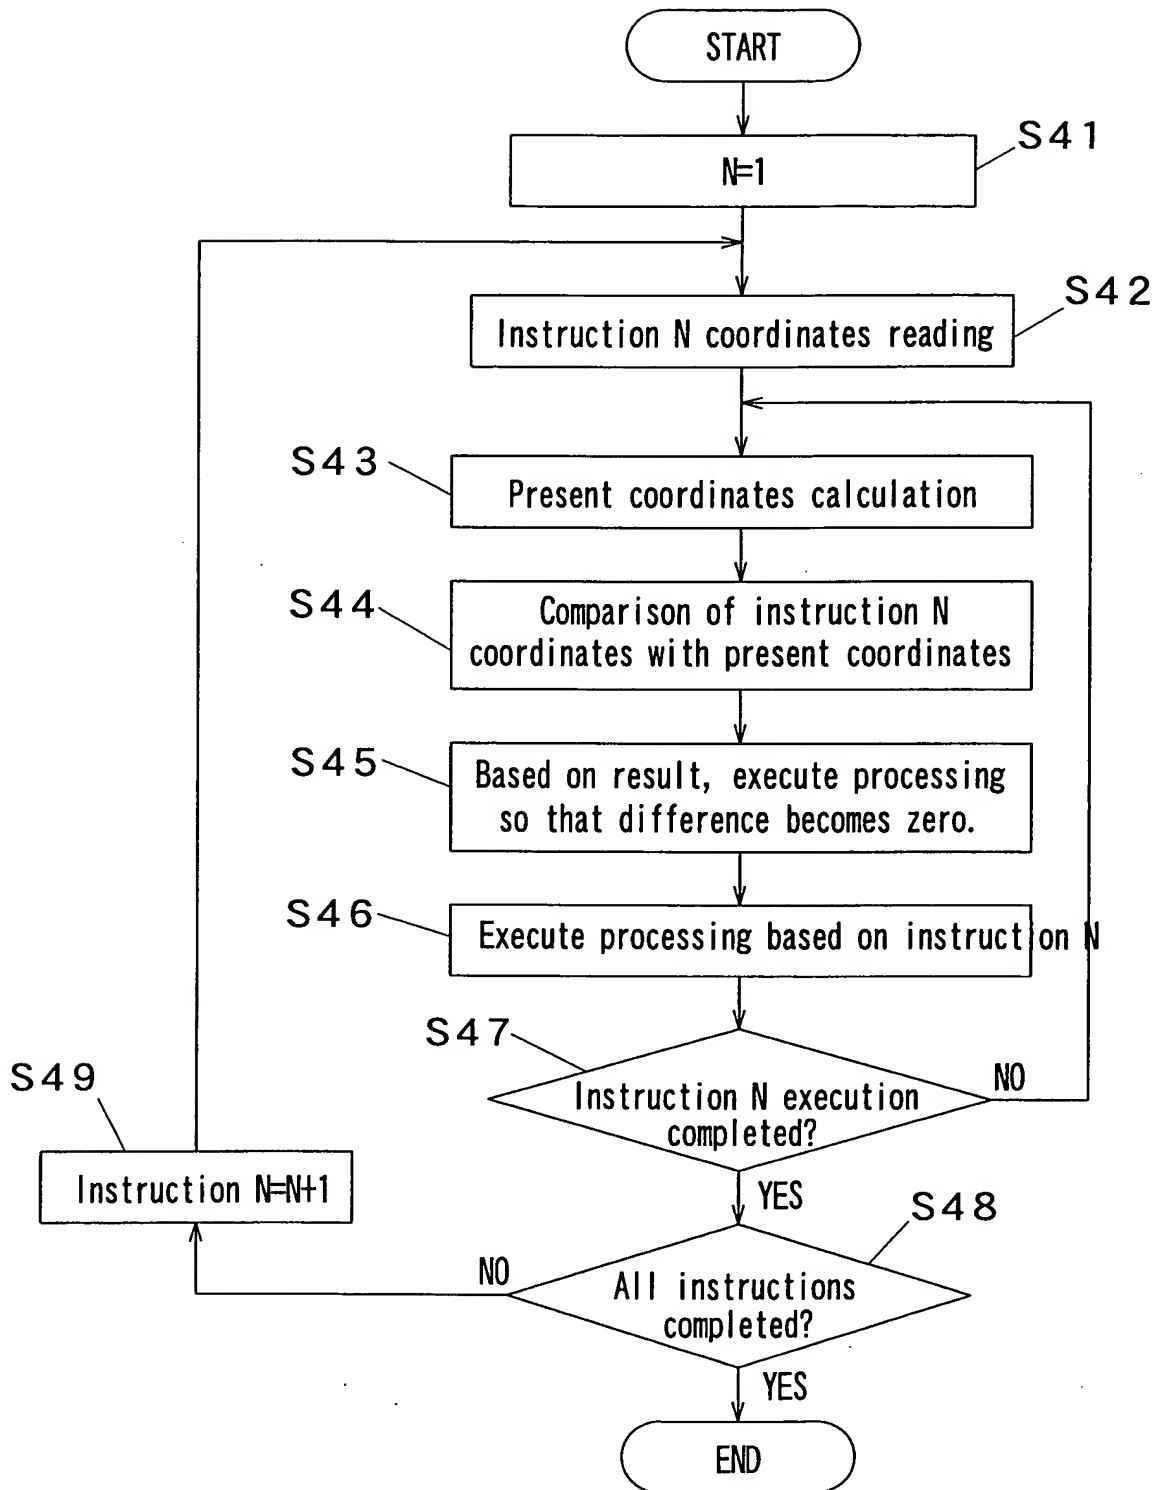 START
S41
N=1
S42
Instruction N coordinates reading
S43
Present coordinates calculation
S44
Comparison of instruction N
coordinates with present coordinates
S45
Based on result, execute processing
so that difference becomes zero.
S46
Execute processing based on instruct on N
S47
Instruction N execution
completed?
NO
YES
S49
Instruction N=N+1
S48
NO
All instructions
completed?
YES
END